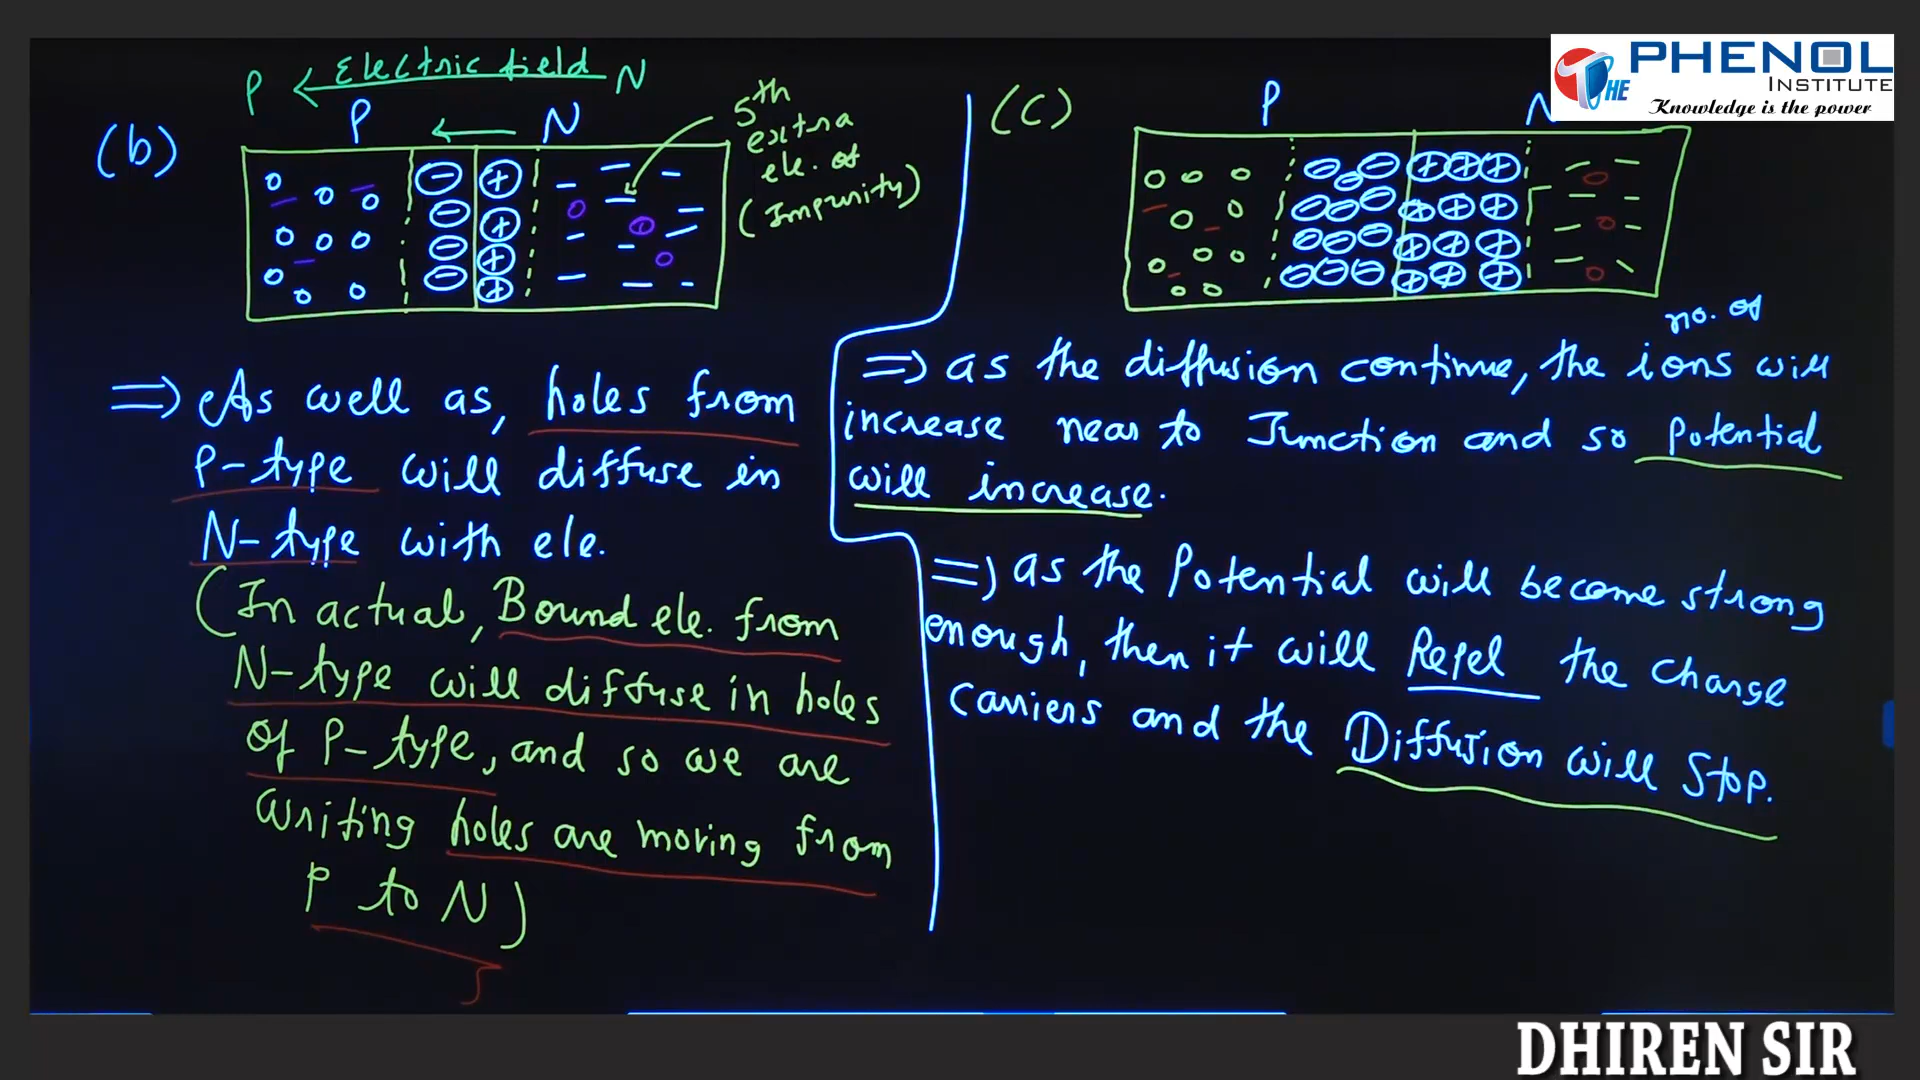 P Electric field N
(b) P N
5th
extra
ele. of
(Impurity)
⇒ As well as, holes from
P-type will diffuse in
N-type with ele.
(In actual, Bound ele. from
N-type will diffuse in holes
of P-type, and so we are
writing holes are moving from
P to N)
(C) P N
THE PHENOL
INSTITUTE
Knowledge is the power
no. of
⇒ as the diffusion continue, the ions will
increase near to Junction and so potential
will increase.
⇒ as the Potential will become strong
enough, then it will Repel the charge
carriers and the Diffusion will Stop.
DHIREN SIR